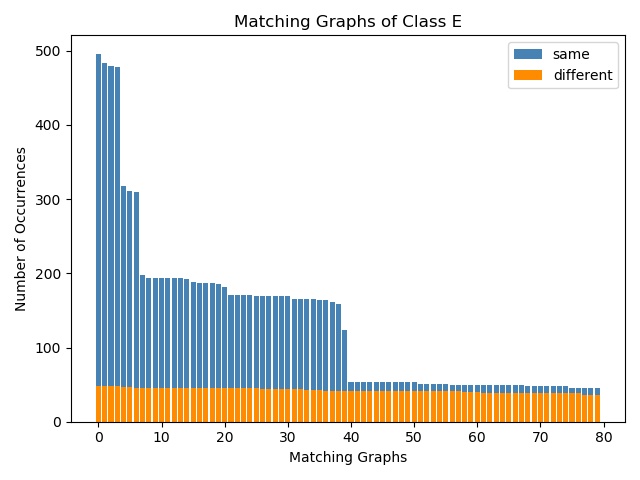 Matching Graphs of Class E
same
different
Number of Occurrences
500
400
300
200
100
0
0 10 20 30 40 50 60 70 80
Matching Graphs